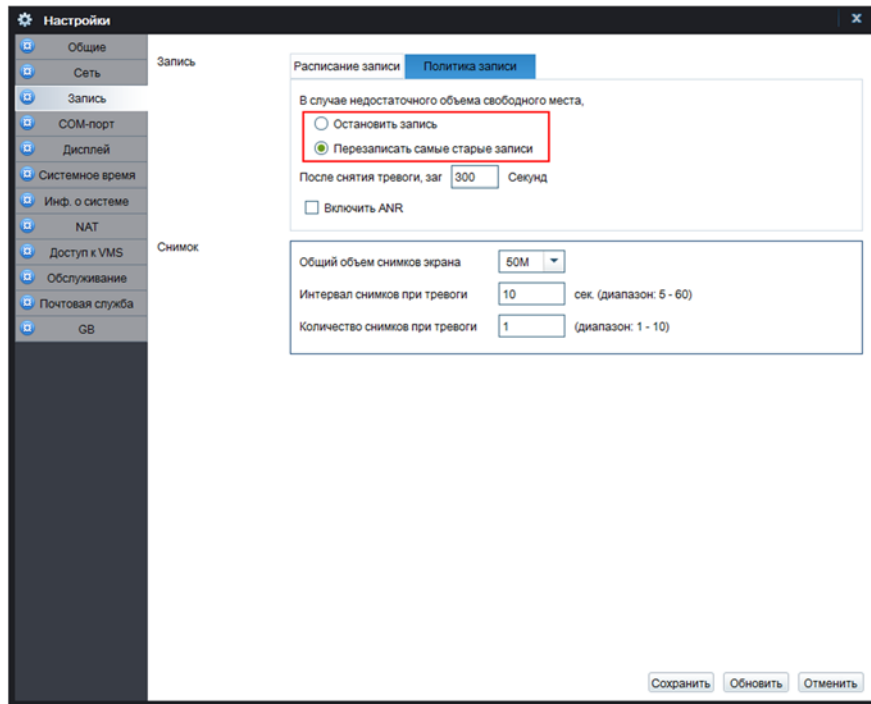 Настройки
Общие
Сеть
Запись
COM-порт
Дисплей
Системное время
Инф. о системе
NAT
Доступ к VMS
Обслуживание
Почтовая служба
GB
Запись
Расписание записи Политика записи
В случае недостаточного объема свободного места,
Остановить запись
Перезаписать самые старые записи
После снятия тревоги, заг 300 Секунд
Включить ANR
Снимок
Общий объем снимков экрана 50M
Интервал снимков при тревоги 10 сек. (диапазон: 5 - 60)
Количество снимков при тревоги 1 (диапазон: 1 - 10)
Сохранить Обновить Отменить